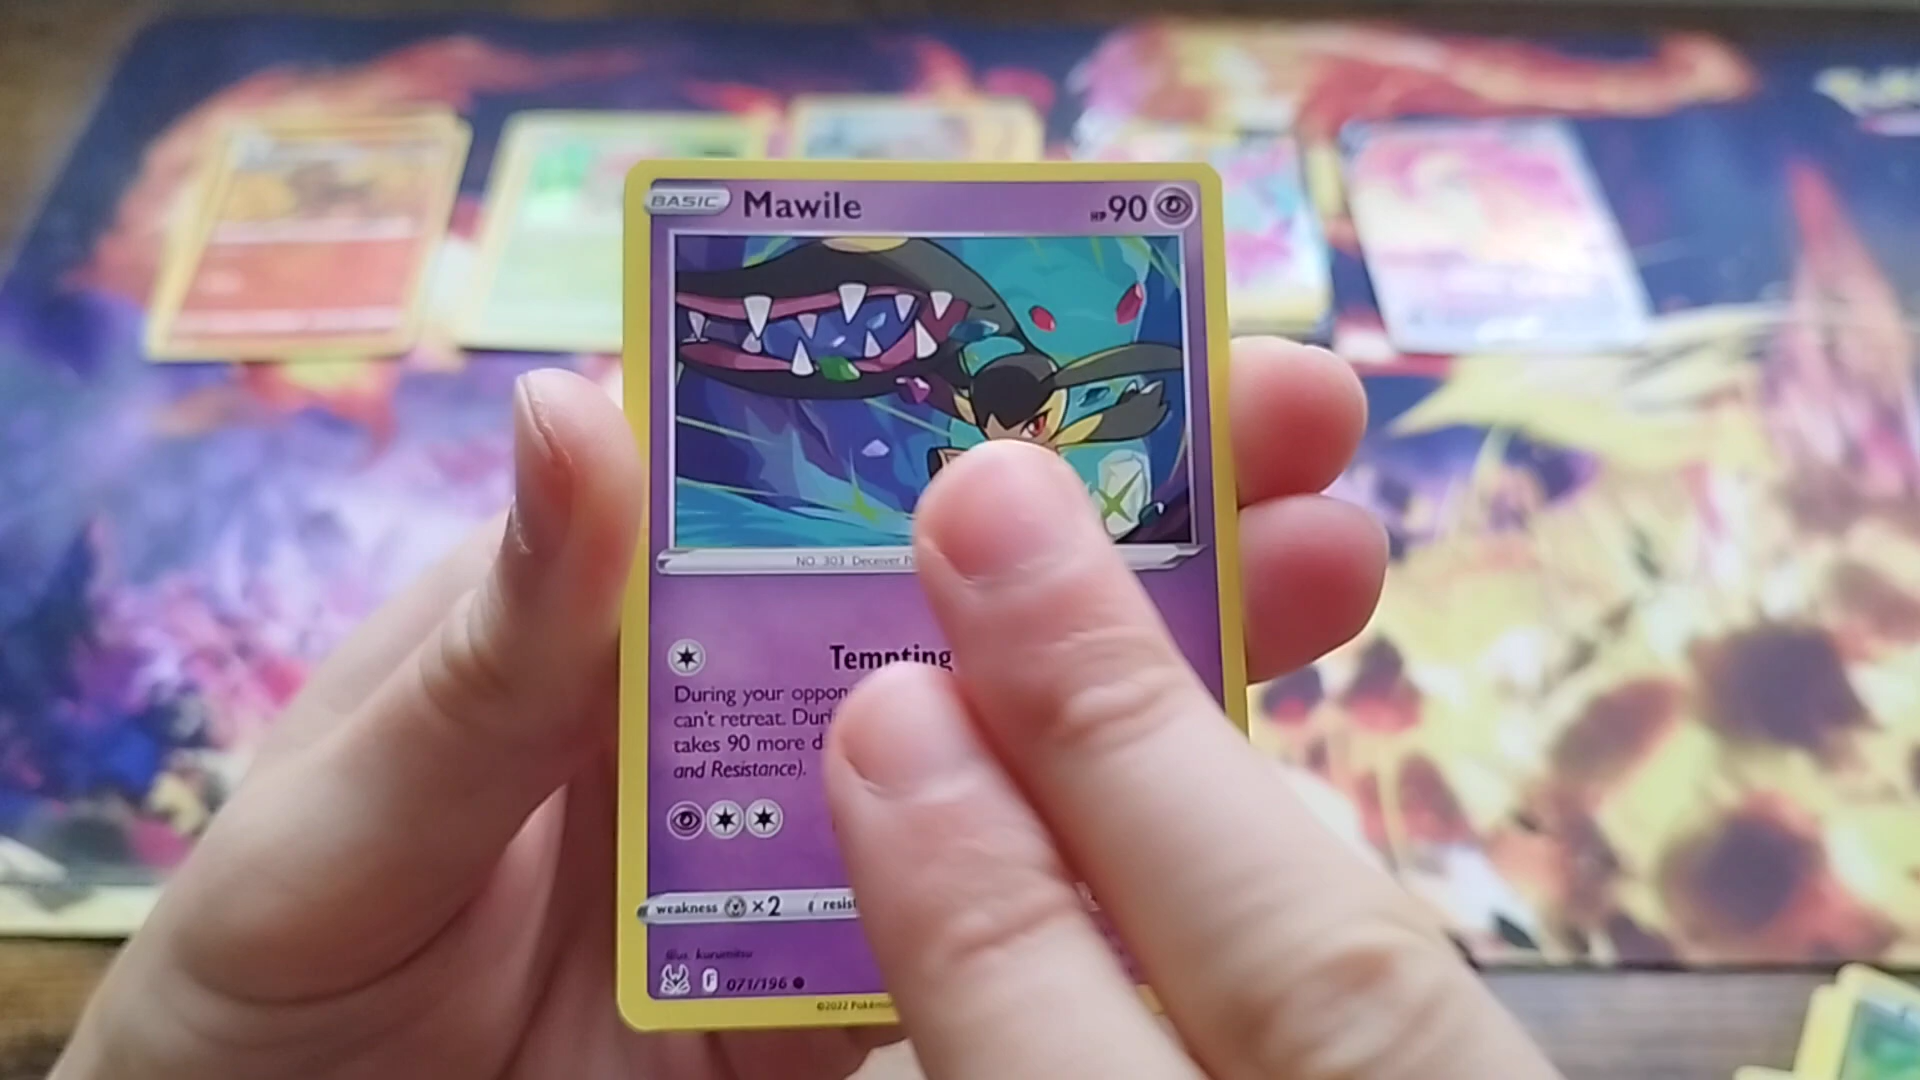 BASIC Mawile HP 90
NO. 303 Deceiver P
Tempting
During your oppon
can't retreat. Duri
takes 90 more d
and Resistance).
weakness ×2 resist
Illus. kurumitsu
F 071/196
©2022 Pokémon